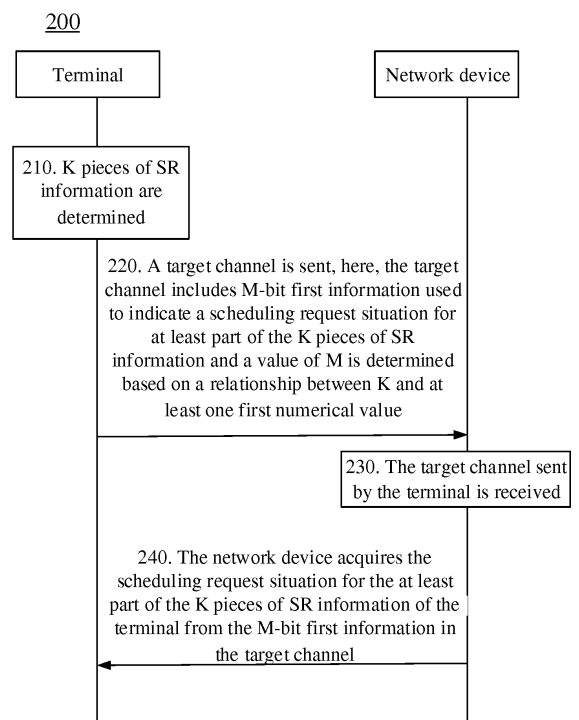 200
Terminal
Network device
210. K pieces of SR
information are
determined
220. A target channel is sent, here, the target
channel includes M-bit first information used
to indicate a scheduling request situation for
at least part of the K pieces of SR
information and a value of M is determined
based on a relationship between K and at
least one first numerical value
230. The target channel sent
by the terminal is received
240. The network device acquires the
scheduling request situation for the at least
part of the K pieces of SR information of the
terminal from the M-bit first information in
the target channel